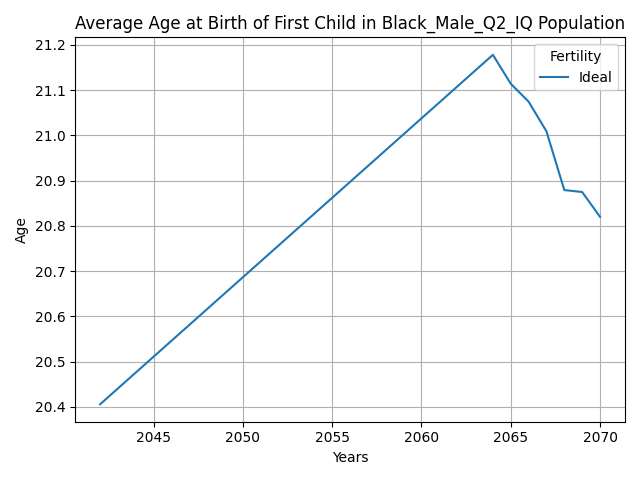 Average Age at Birth of First Child in Black_Male_Q2_IQ Population
21.2
21.1
21.0
20.9
20.8
20.7
20.6
20.5
20.4
Age
Fertility
Ideal
2045 2050 2055 2060 2065 2070
Years